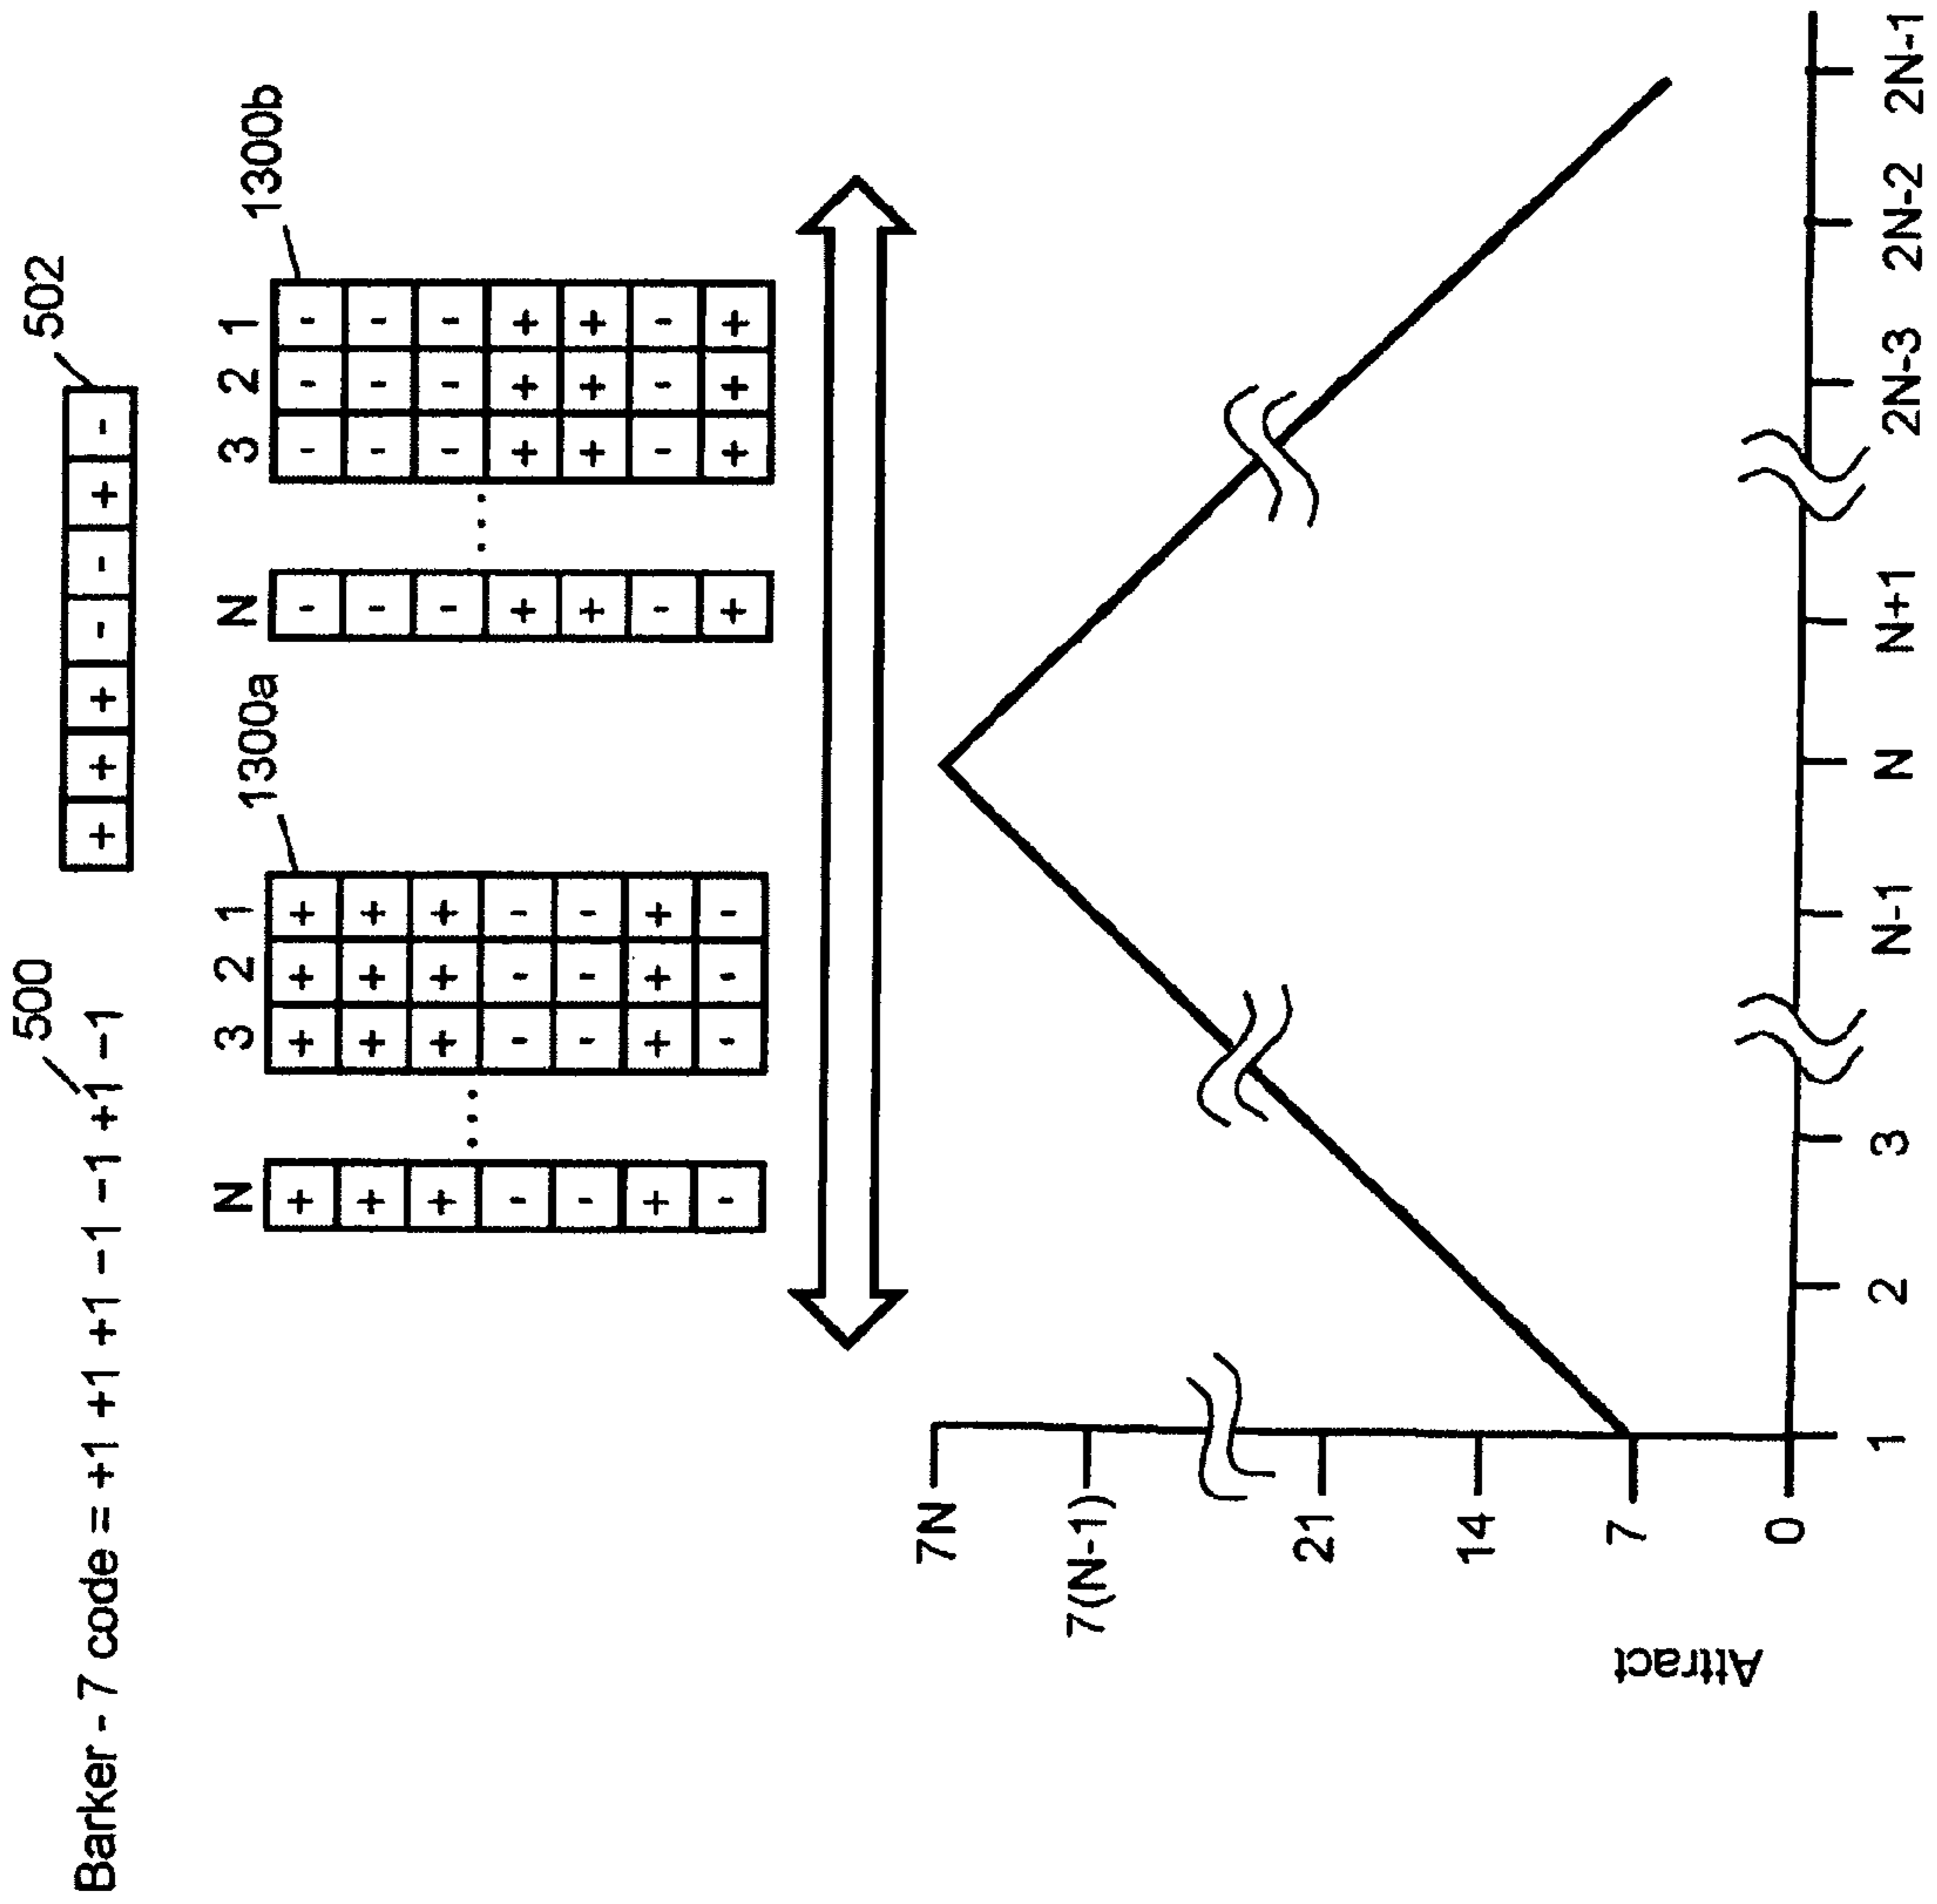 500
502
Barker - 7 code = +1 +1 +1 -1 -1 +1 -1
+ + + - - + -
1300a
1300b
N 3 2 1 N 3 2 1
+ + + + - - - -
+ + + + - - - -
+ + + + - - - -
- - - - + + + +
- - - - + + + +
+ + + + - - - -
- - - - + + + +
... ...
7N
7(N-1)
21
14
7
0
Attract
1 2 3 N-1 N N+1 2N-3 2N-2 2N-1